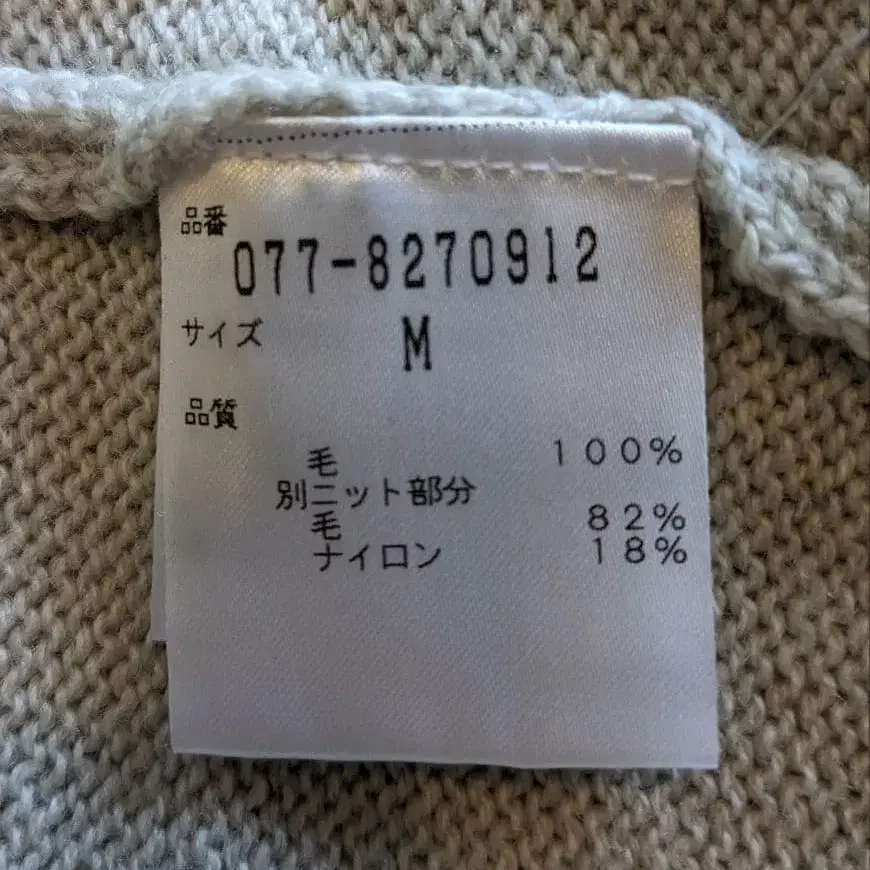 品番
077-8270912
サイズ M
品質
毛 100%
別ニット部分
毛 82%
ナイロン 18%